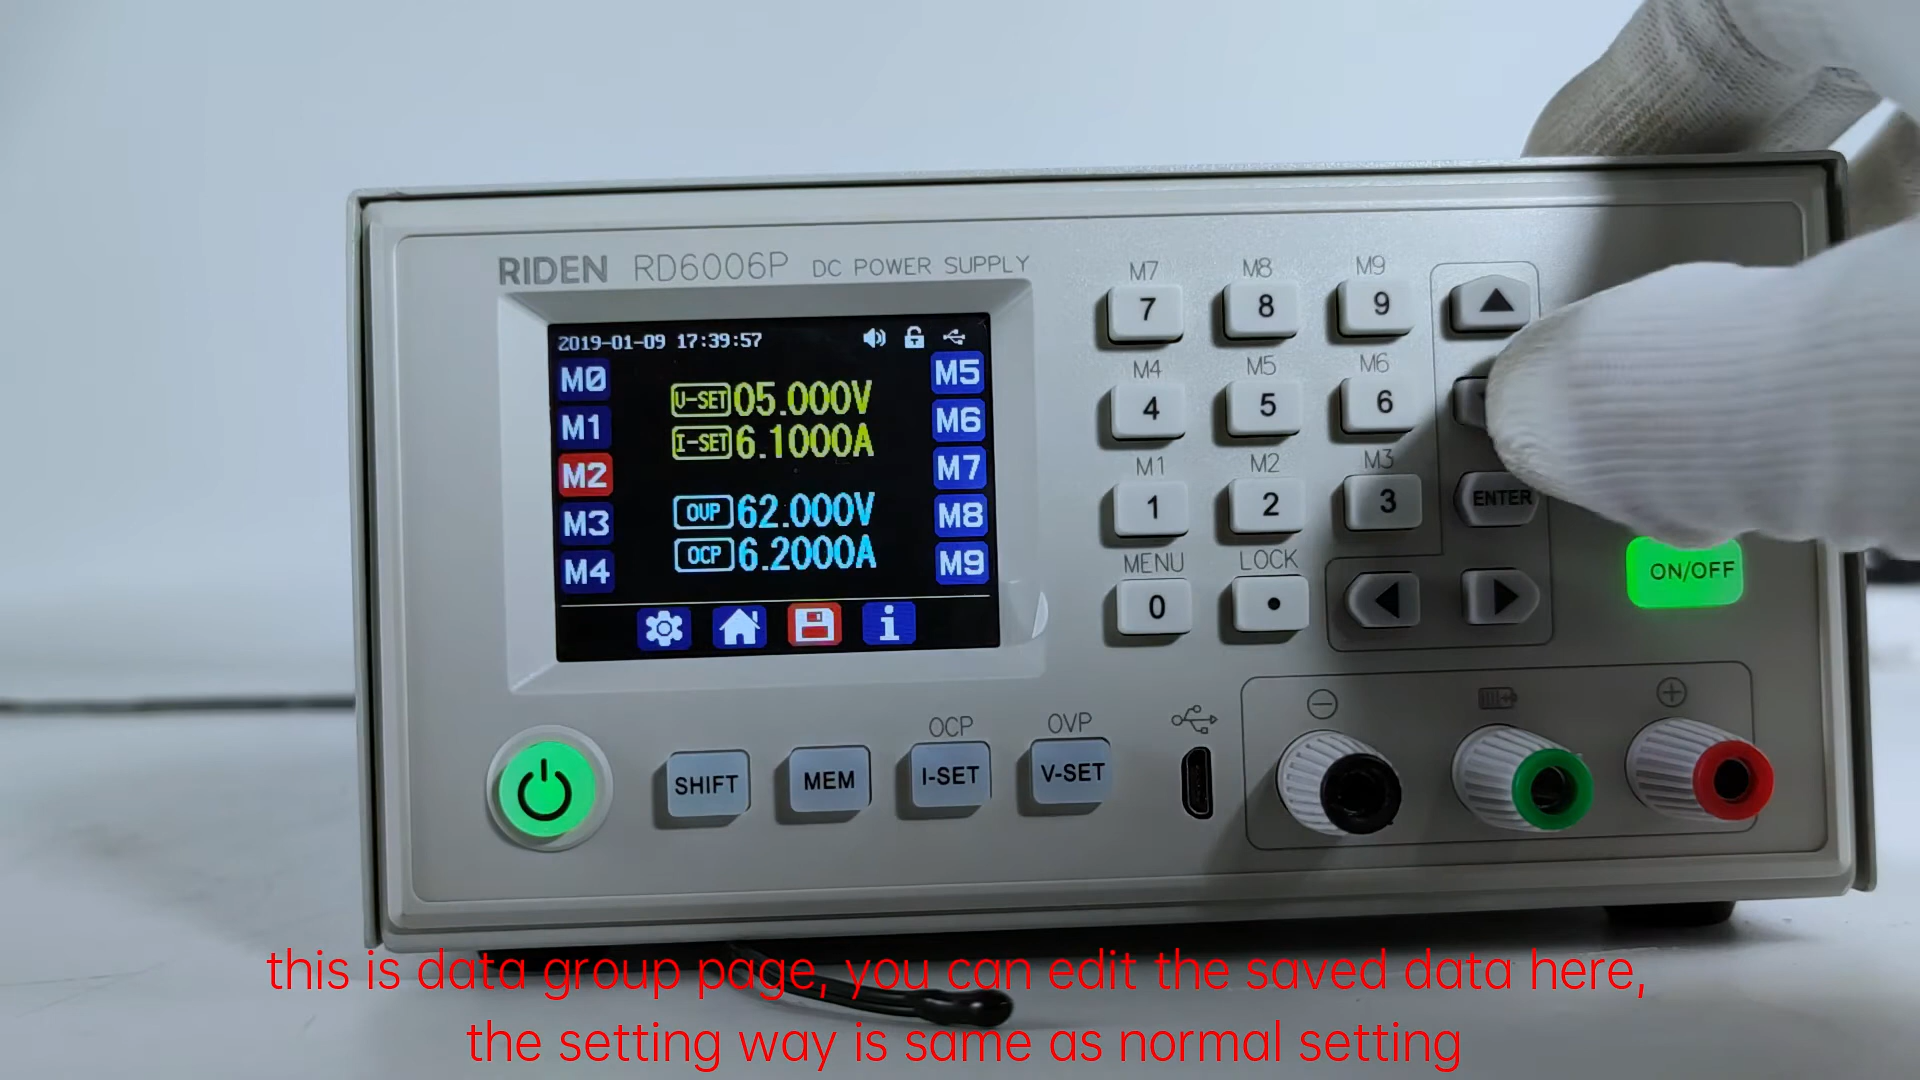 RIDEN RD6006P DC POWER SUPPLY
2019-01-09 17:39:57
M0
M1
M2
M3
M4
V-SET 05.000V
I-SET 6.1000A
OVP 62.000V
OCP 6.2000A
M5
M6
M7
M8
M9
i
M7 M8 M9
7 8 9
M4 M5 M6
4 5 6
M1 M2 M3
1 2 3
ENTER
MENU LOCK
0 •
ON/OFF
OCP OVP
SHIFT MEM I-SET V-SET
this is data group page, you can edit the saved data here,
the setting way is same as normal setting